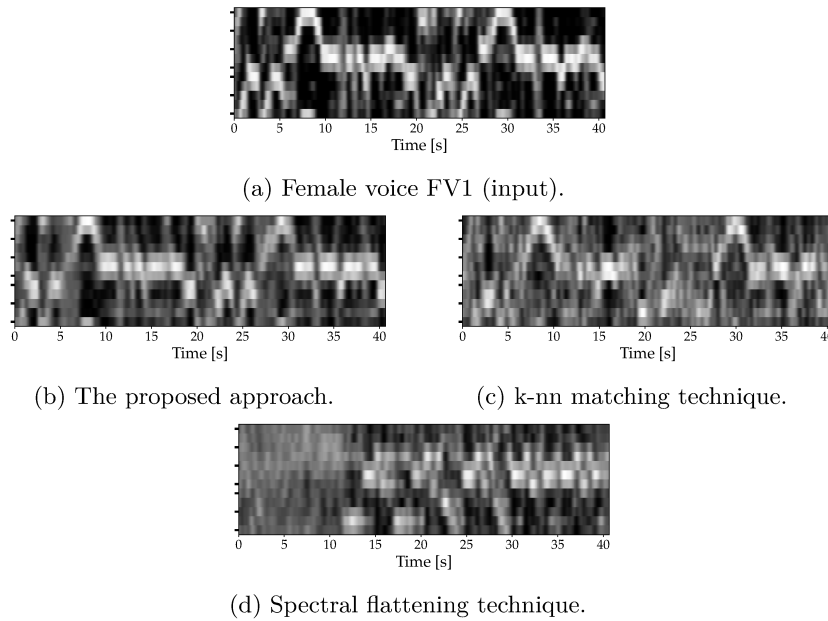 0 5 10 15 20 25 30 35 40
Time [s]
(a) Female voice FV1 (input).
0 5 10 15 20 25 30 35 40
Time [s]
(b) The proposed approach.
0 5 10 15 20 25 30 35 40
Time [s]
(c) k-nn matching technique.
0 5 10 15 20 25 30 35 40
Time [s]
(d) Spectral flattening technique.